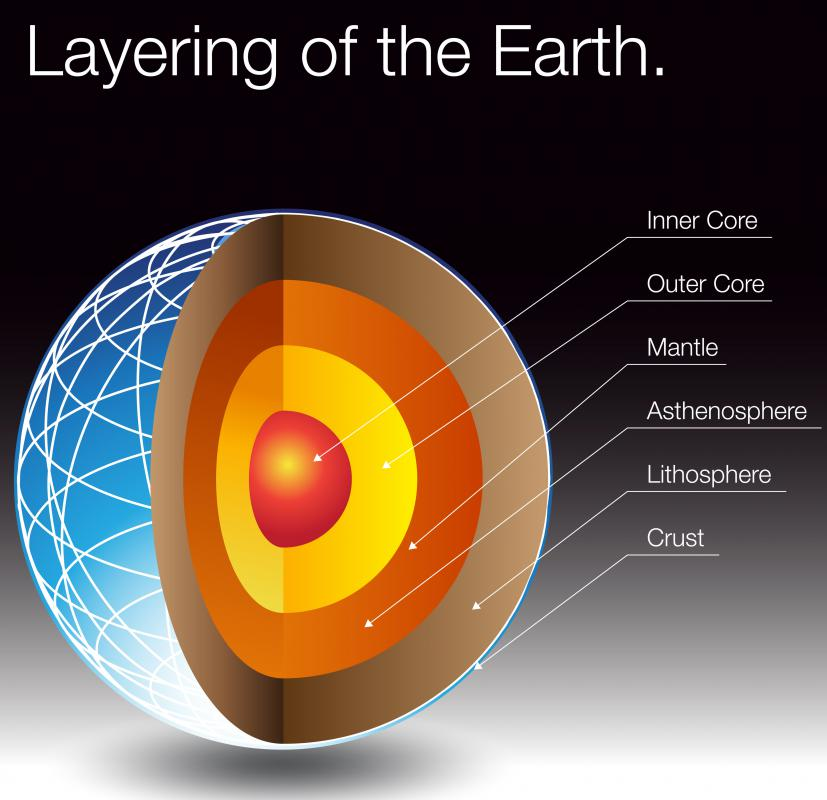 Layering of the Earth.
Inner Core
Outer Core
Mantle
Asthenosphere
Lithosphere
Crust